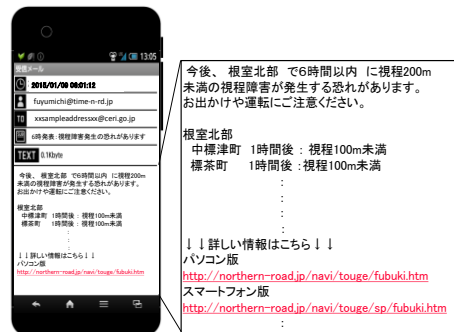 13:05
受信メール
2015/01/09 06:01:12
fuyumichi@time-n-rd.jp
TO xxsampleaddressxx@ceri.go.jp
6時発表:視程障害発生の恐れがあります
TEXT 0.1Kbyte
今後、 根室北部 で6時間以内 に視程200m
未満の視程障害が発生する恐れがあります。
お出かけや運転にご注意ください。
根室北部
中標津町 1時間後 : 視程100m未満
標茶町 1時間後 : 視程100m未満
:
:
:
↓↓詳しい情報はこちら↓↓
パソコン版
http://northern-road.jp/navi/touge/fubuki.htm
今後、 根室北部 で6時間以内 に視程200m
未満の視程障害が発生する恐れがあります。
お出かけや運転にご注意ください。
根室北部
中標津町 1時間後 : 視程100m未満
標茶町 1時間後 : 視程100m未満
:
:
:
:
↓↓詳しい情報はこちら↓↓
パソコン版
http://northern-road.jp/navi/touge/fubuki.htm
スマートフォン版
http://northern-road.jp/navi/touge/sp/fubuki.htm
: